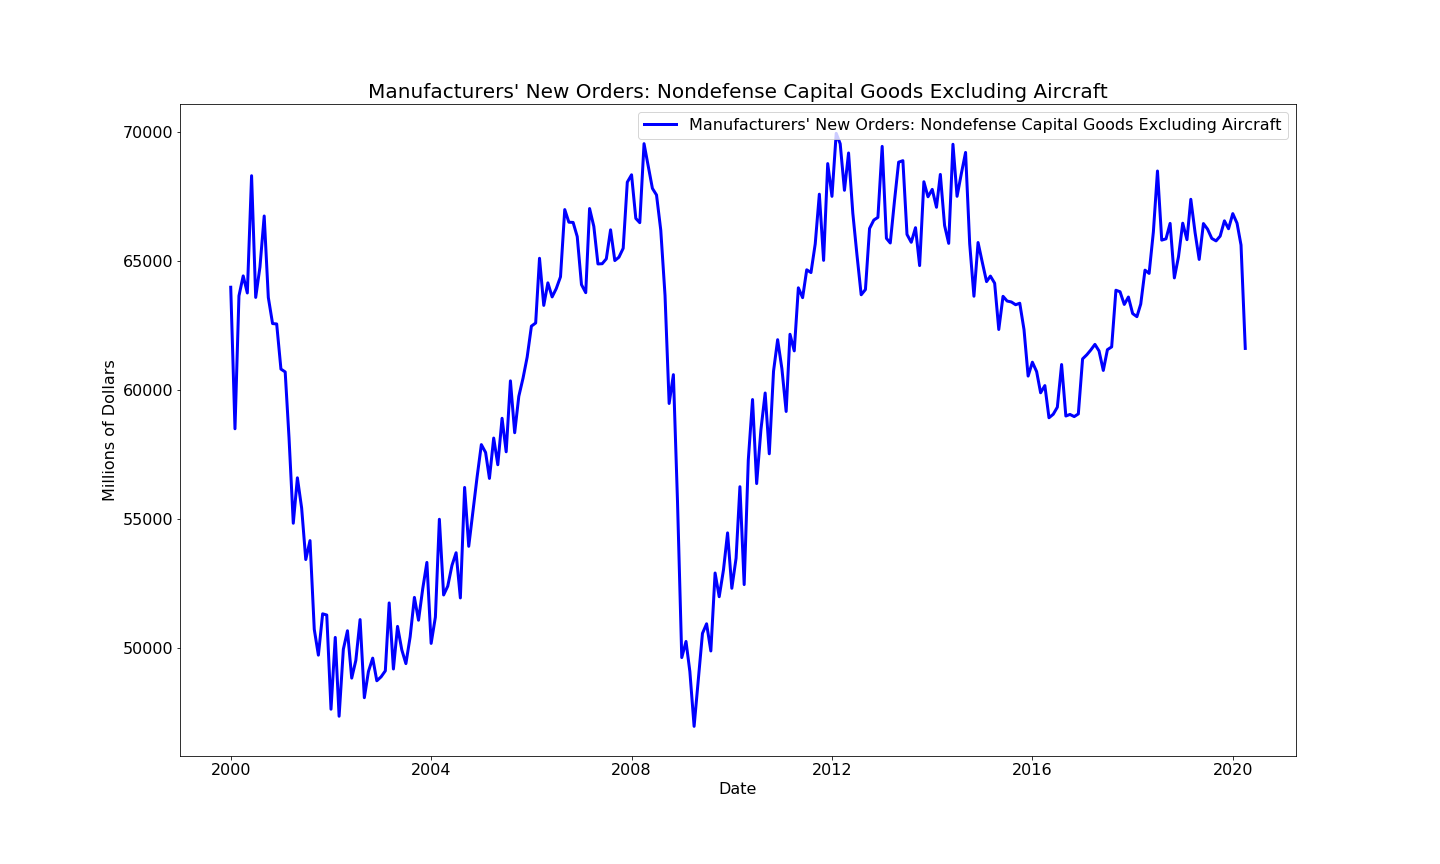 Manufacturers' New Orders: Nondefense Capital Goods Excluding Aircraft
Manufacturers' New Orders: Nondefense Capital Goods Excluding Aircraft
Millions of Dollars
70000
65000
60000
55000
50000
2000 2004 2008 2012 2016 2020
Date